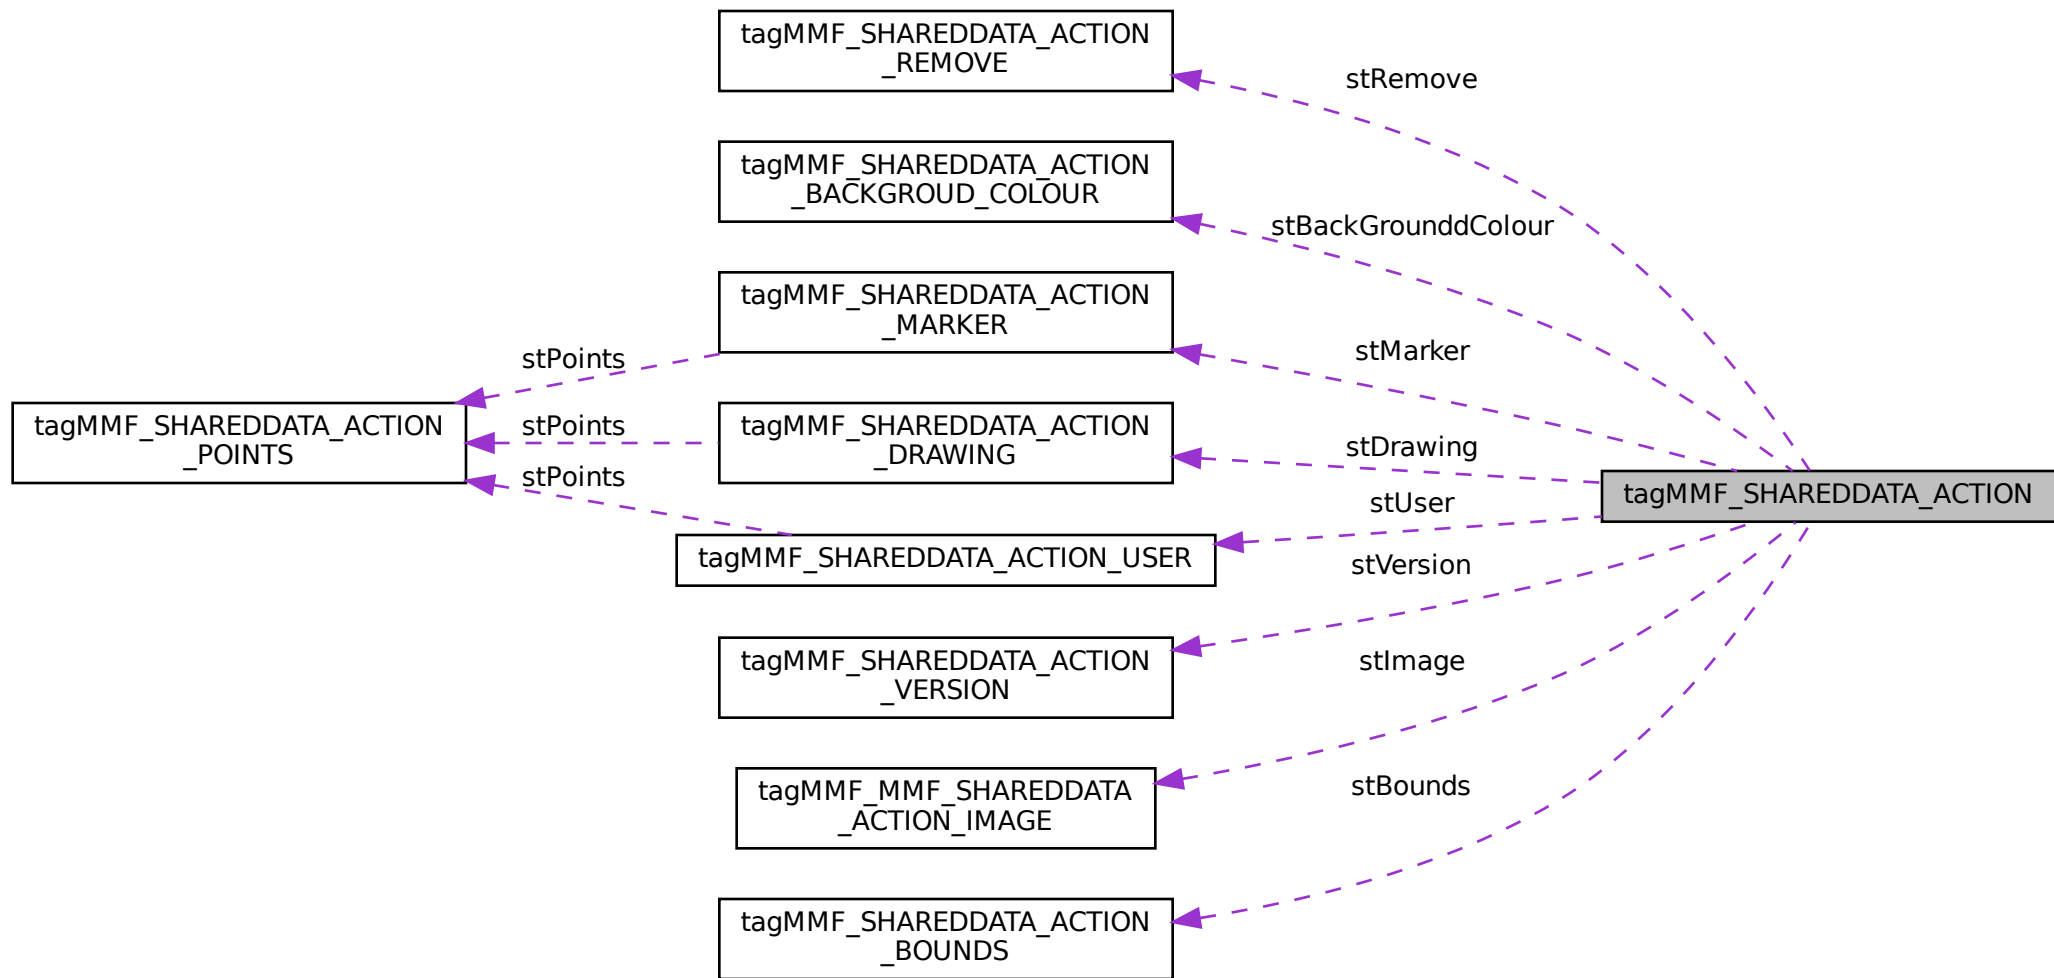 tagMMF_SHAREDDATA_ACTION
_REMOVE
stRemove
tagMMF_SHAREDDATA_ACTION
_BACKGROUD_COLOUR
stBackGrounddColour
tagMMF_SHAREDDATA_ACTION
_MARKER
stMarker
stPoints
tagMMF_SHAREDDATA_ACTION
_POINTS
stPoints
tagMMF_SHAREDDATA_ACTION
_DRAWING
stDrawing
stPoints
tagMMF_SHAREDDATA_ACTION
stUser
tagMMF_SHAREDDATA_ACTION_USER
stVersion
tagMMF_SHAREDDATA_ACTION
_VERSION
stImage
tagMMF_MMF_SHAREDDATA
_ACTION_IMAGE
stBounds
tagMMF_SHAREDDATA_ACTION
_BOUNDS